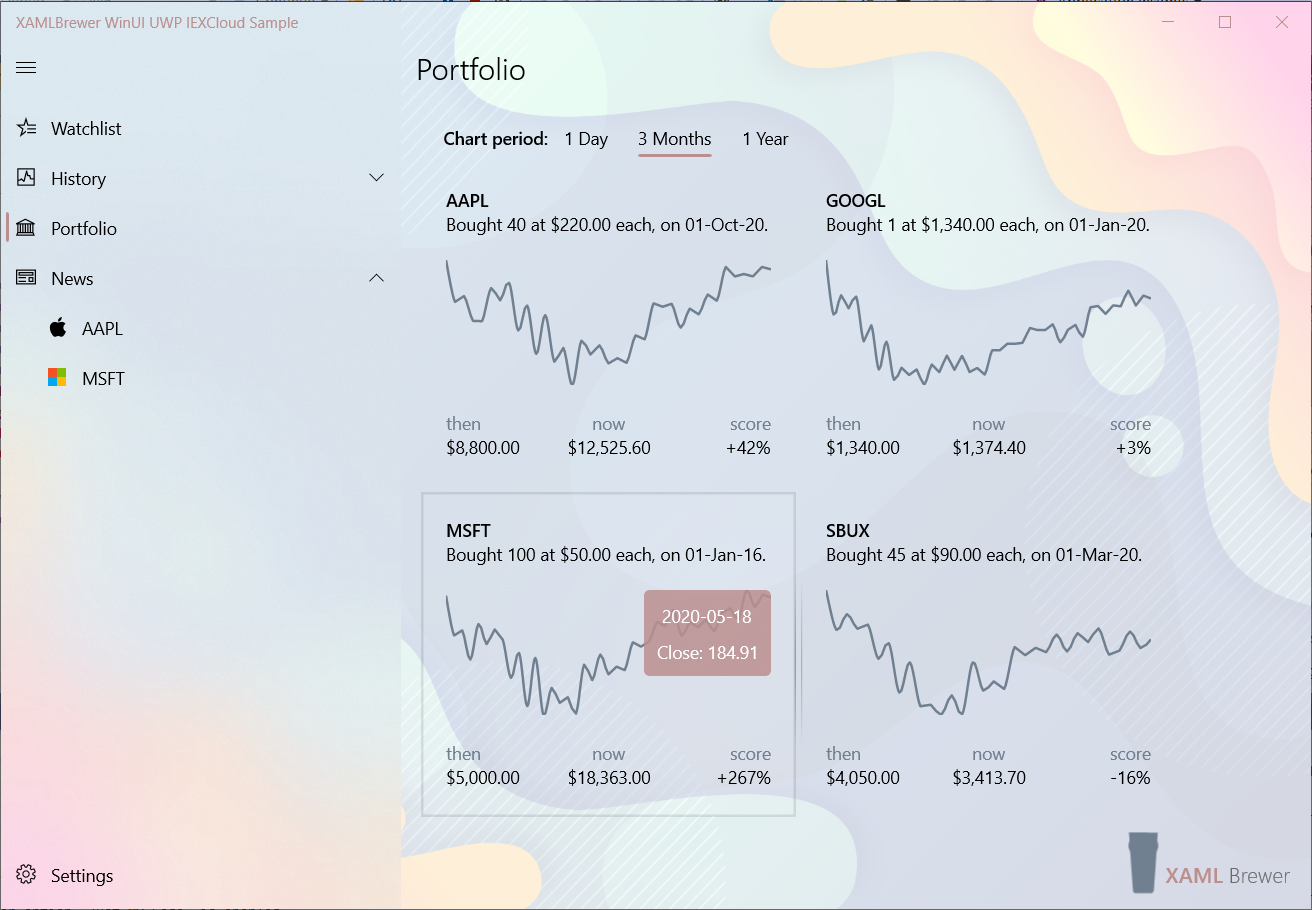 XAMLBrewer WinUI UWP IEXCloud Sample
Portfolio
Watchlist
History
Portfolio
News
AAPL
MSFT
Settings
Chart period: 1 Day 3 Months 1 Year
AAPL
Bought 40 at $220.00 each, on 01-Oct-20.
then now score
$8,800.00 $12,525.60 +42%
GOOGL
Bought 1 at $1,340.00 each, on 01-Jan-20.
then now score
$1,340.00 $1,374.40 +3%
MSFT
Bought 100 at $50.00 each, on 01-Jan-16.
2020-05-18
Close: 184.91
then now score
$5,000.00 $18,363.00 +267%
SBUX
Bought 45 at $90.00 each, on 01-Mar-20.
then now score
$4,050.00 $3,413.70 -16%
XAML Brewer